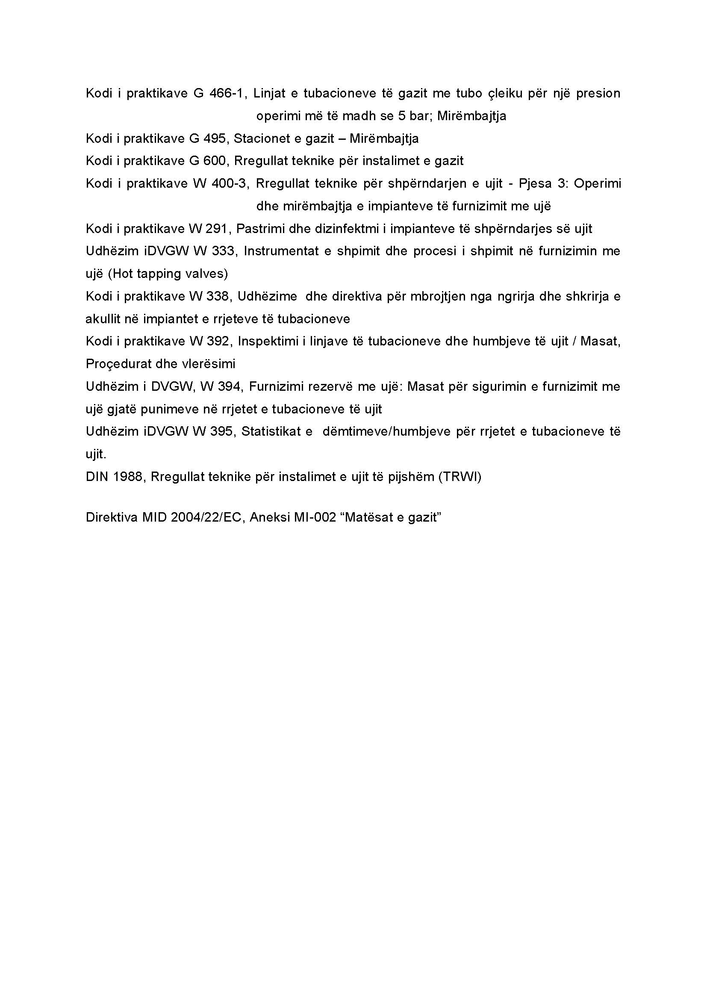 Kodi i praktikave G 466-1, Linjat e tubacioneve të gazit me tubo çleiku për një presion
operimi më të madh se 5 bar; Mirëmbajtja
Kodi i praktikave G 495, Stacionet e gazit – Mirëmbajtja
Kodi i praktikave G 600, Rregullat teknike për instalimet e gazit
Kodi i praktikave W 400-3, Rregullat teknike për shpërndarjen e ujit - Pjesa 3: Operimi
dhe mirëmbajtja e impianteve të furnizimit me ujë
Kodi i praktikave W 291, Pastrimi dhe dizinfektmi i impianteve të shpërndarjes së ujit
Udhëzim iDVGW W 333, Instrumentat e shpimit dhe procesi i shpimit në furnizimin me
ujë (Hot tapping valves)
Kodi i praktikave W 338, Udhëzime  dhe direktiva për mbrojtjen nga ngrirja dhe shkrirja e
akullit në impiantet e rrjeteve të tubacioneve
Kodi i praktikave W 392, Inspektimi i linjave të tubacioneve dhe humbjeve të ujit / Masat,
Proçedurat dhe vlerësimi
Udhëzim i DVGW, W 394, Furnizimi rezervë me ujë: Masat për sigurimin e furnizimit me
ujë gjatë punimeve në rrjetet e tubacioneve të ujit
Udhëzim iDVGW W 395, Statistikat e  dëmtimeve/humbjeve për rrjetet e tubacioneve të
ujit.
DIN 1988, Rregullat teknike për instalimet e ujit të pijshëm (TRWI)
Direktiva MID 2004/22/EC, Aneksi MI-002 “Matësat e gazit”